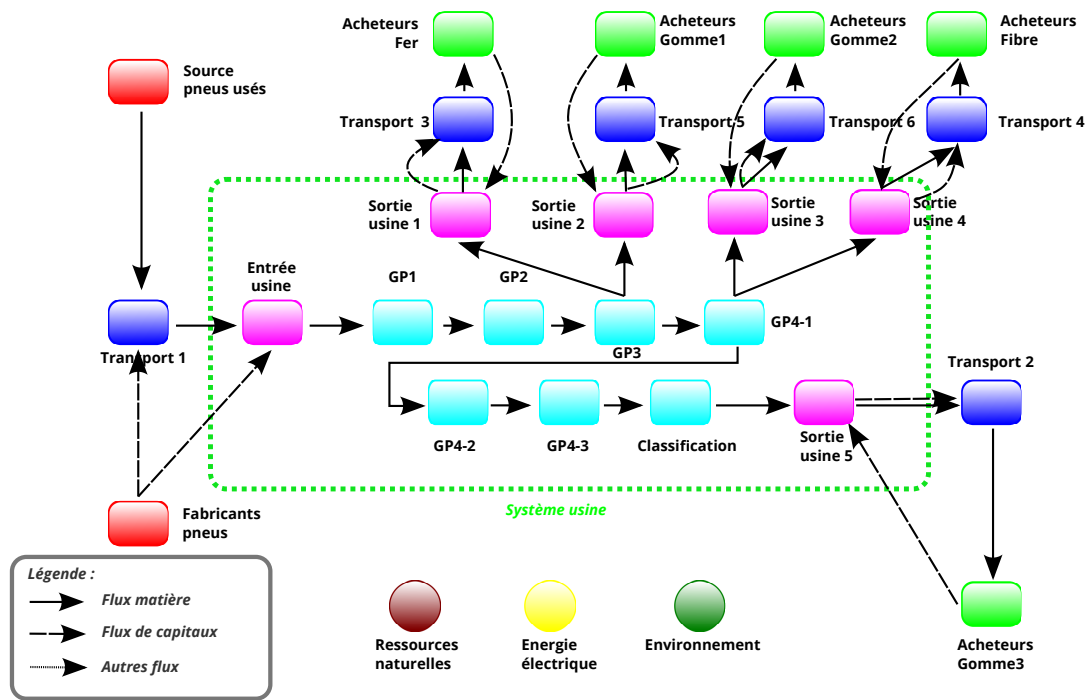 Acheteurs
Fer
Acheteurs
Gomme1
Acheteurs
Gomme2
Acheteurs
Fibre
Source
pneus usés
Transport 3
Transport 5
Transport 6
Transport 4
Sortie
usine 1
Sortie
usine 2
Sortie
usine 3
Sortie
usine 4
Entrée
usine
GP1
GP2
GP3
GP4-1
Transport 1
Transport 2
GP4-2
GP4-3
Classification
Sortie
usine 5
Système usine
Fabricants
pneus
Légende :
Flux matière
Flux de capitaux
Autres flux
Ressources
naturelles
Energie
électrique
Environnement
Acheteurs
Gomme3